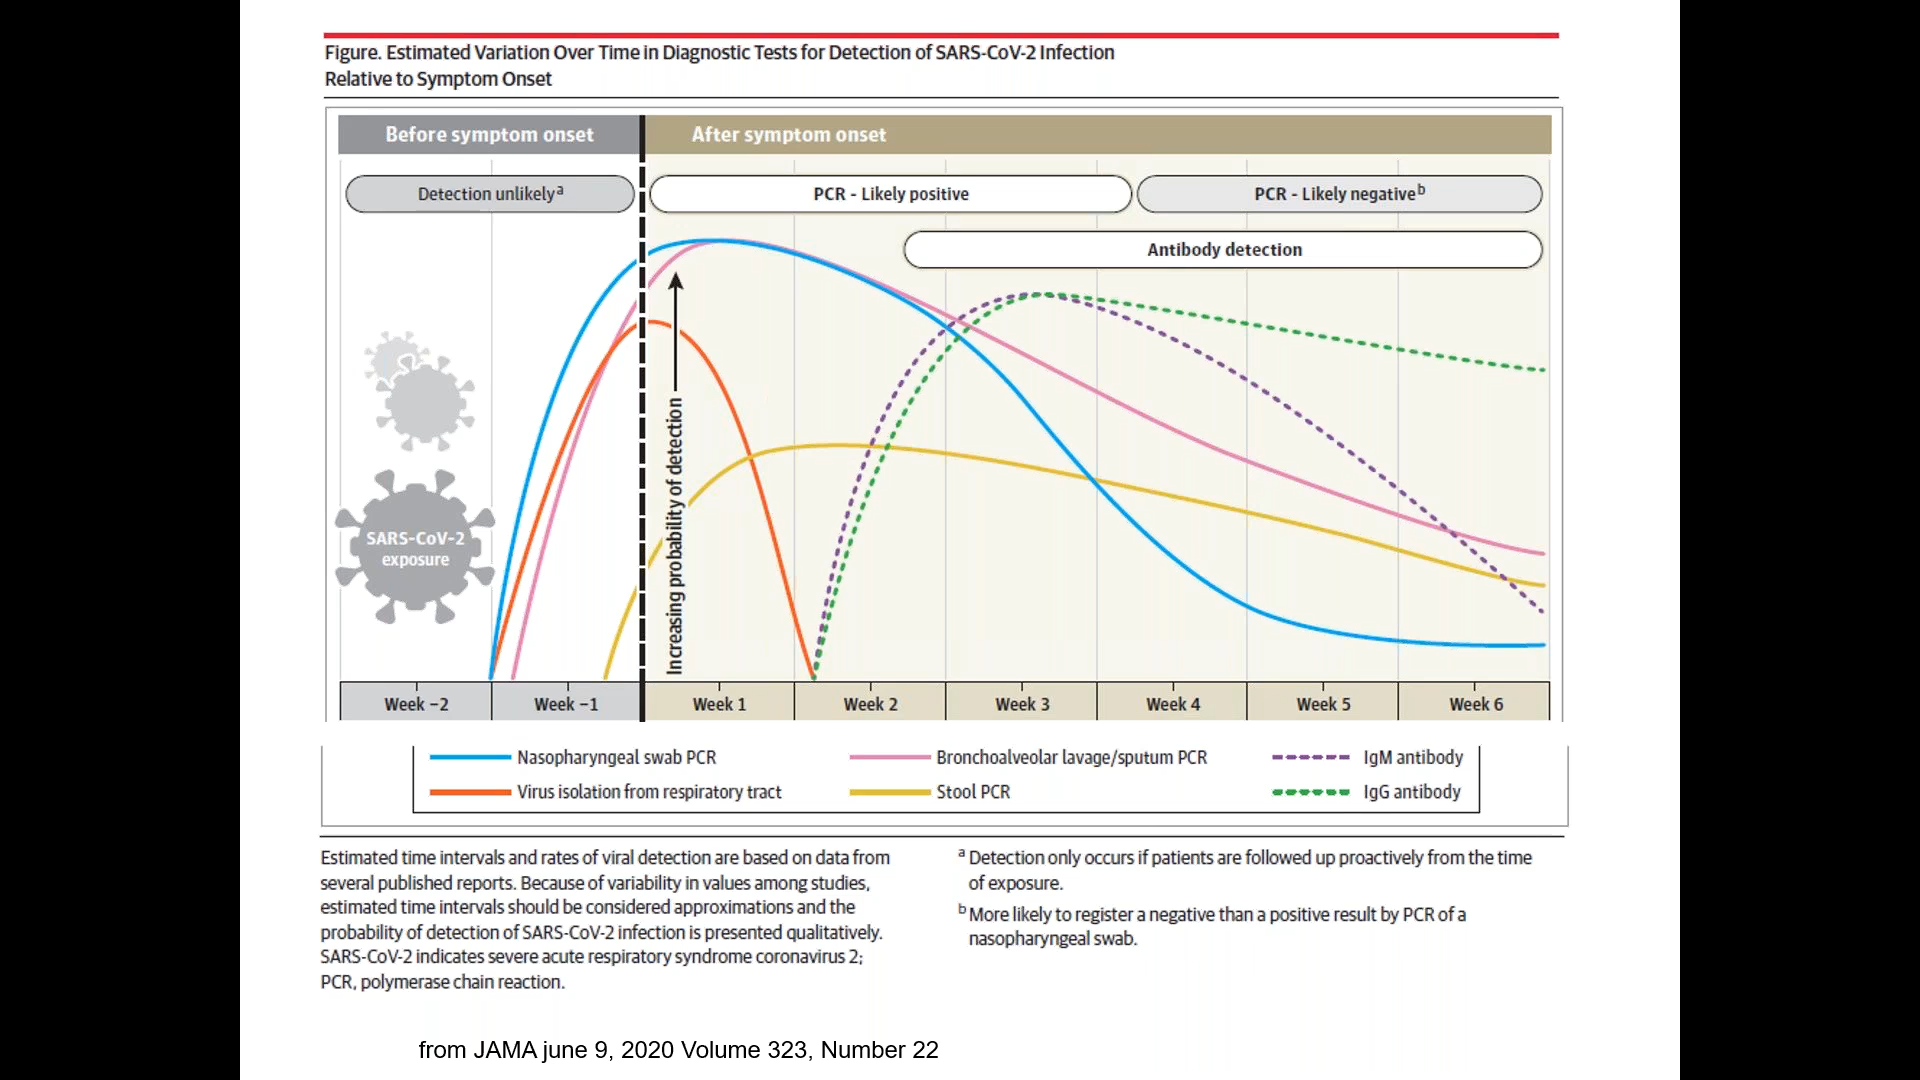 Figure. Estimated Variation Over Time in Diagnostic Tests for Detection of SARS-CoV-2 Infection
Relative to Symptom Onset
Before symptom onset
After symptom onset
Detection unlikelyᵃ
PCR - Likely positive
PCR - Likely negativeᵇ
Antibody detection
Increasing probability of detection
SARS-CoV-2
exposure
Week −2
Week −1
Week 1
Week 2
Week 3
Week 4
Week 5
Week 6
Nasopharyngeal swab PCR
Bronchoalveolar lavage/sputum PCR
IgM antibody
Virus isolation from respiratory tract
Stool PCR
IgG antibody
Estimated time intervals and rates of viral detection are based on data from
several published reports. Because of variability in values among studies,
estimated time intervals should be considered approximations and the
probability of detection of SARS-CoV-2 infection is presented qualitatively.
SARS-CoV-2 indicates severe acute respiratory syndrome coronavirus 2;
PCR, polymerase chain reaction.
ᵃ Detection only occurs if patients are followed up proactively from the time
of exposure.
ᵇ More likely to register a negative than a positive result by PCR of a
nasopharyngeal swab.
from JAMA june 9, 2020 Volume 323, Number 22